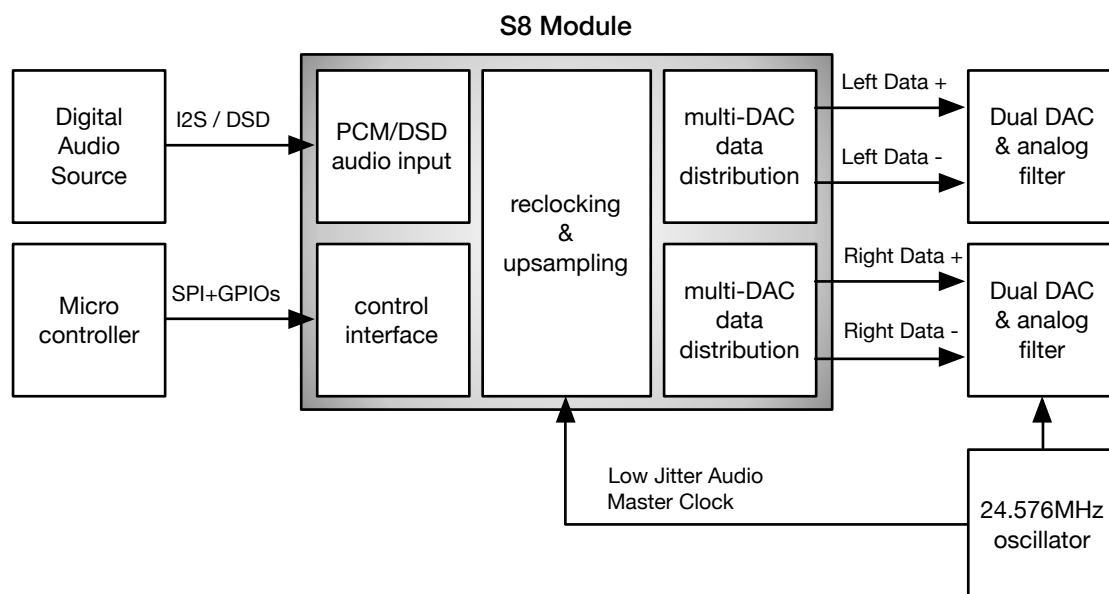 S8 Module
Digital
Audio
Source
I2S / DSD
PCM/DSD
audio input
reclocking
&
upsampling
multi-DAC
data
distribution
Left Data +
Left Data -
Dual DAC
& analog
filter
Micro
controller
SPI+GPIOs
control
interface
multi-DAC
data
distribution
Right Data +
Right Data -
Dual DAC
& analog
filter
Low Jitter Audio
Master Clock
24.576MHz
oscillator